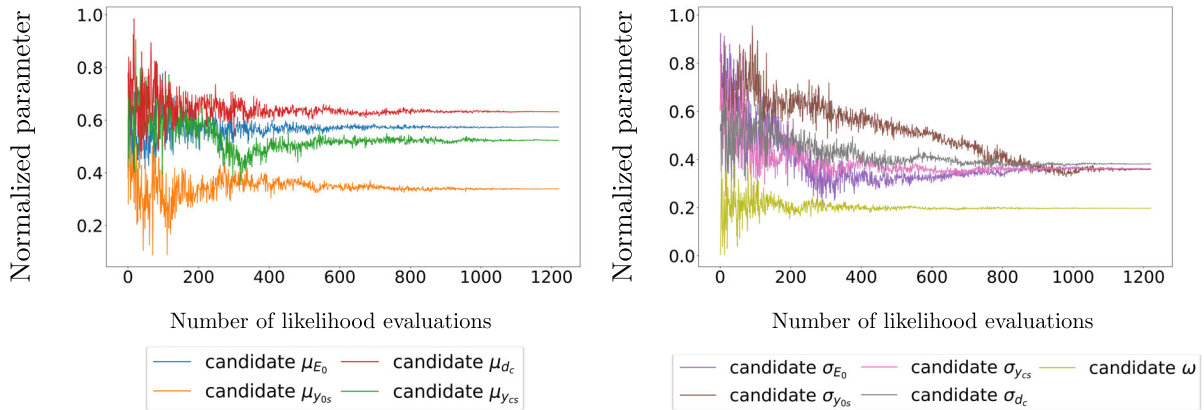 Normalized parameter
1.0
0.8
0.6
0.4
0.2
0 200 400 600 800 1000 1200
Number of likelihood evaluations
candidate μ_{E_0} candidate μ_{d_c}
candidate μ_{y_{0s}} candidate μ_{y_{cs}}
Normalized parameter
1.0
0.8
0.6
0.4
0.2
0.0
0 200 400 600 800 1000 1200
Number of likelihood evaluations
candidate σ_{E_0} candidate σ_{y_{cs}} candidate ω
candidate σ_{y_{0s}} candidate σ_{d_c}